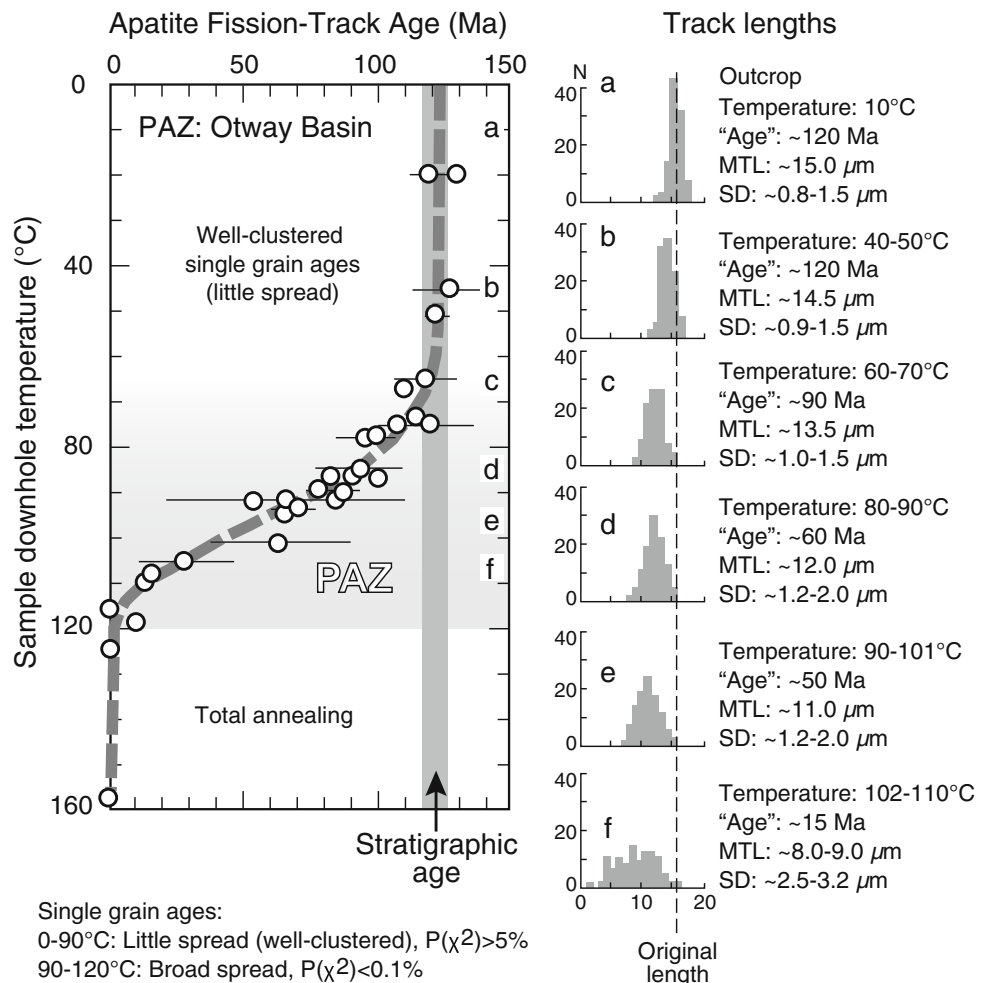 Apatite Fission-Track Age (Ma)
0 50 100 150
0
40
80
120
160
Sample downhole temperature (°C)
PAZ: Otway Basin
Well-clustered
single grain ages
(little spread)
a
b
c
d
e
f
PAZ
Total annealing
Stratigraphic
age
Single grain ages:
0-90°C: Little spread (well-clustered), P(χ2)>5%
90-120°C: Broad spread, P(χ2)<0.1%
Track lengths
N
40
20
0
a
Outcrop
Temperature: 10°C
“Age”: ~120 Ma
MTL: ~15.0 µm
SD: ~0.8-1.5 µm
40
20
0
b
Temperature: 40-50°C
“Age”: ~120 Ma
MTL: ~14.5 µm
SD: ~0.9-1.5 µm
40
20
0
c
Temperature: 60-70°C
“Age”: ~90 Ma
MTL: ~13.5 µm
SD: ~1.0-1.5 µm
40
20
0
d
Temperature: 80-90°C
“Age”: ~60 Ma
MTL: ~12.0 µm
SD: ~1.2-2.0 µm
40
20
0
e
Temperature: 90-101°C
“Age”: ~50 Ma
MTL: ~11.0 µm
SD: ~1.2-2.0 µm
40
20
0
f
Temperature: 102-110°C
“Age”: ~15 Ma
MTL: ~8.0-9.0 µm
SD: ~2.5-3.2 µm
0 10 20
Original
length